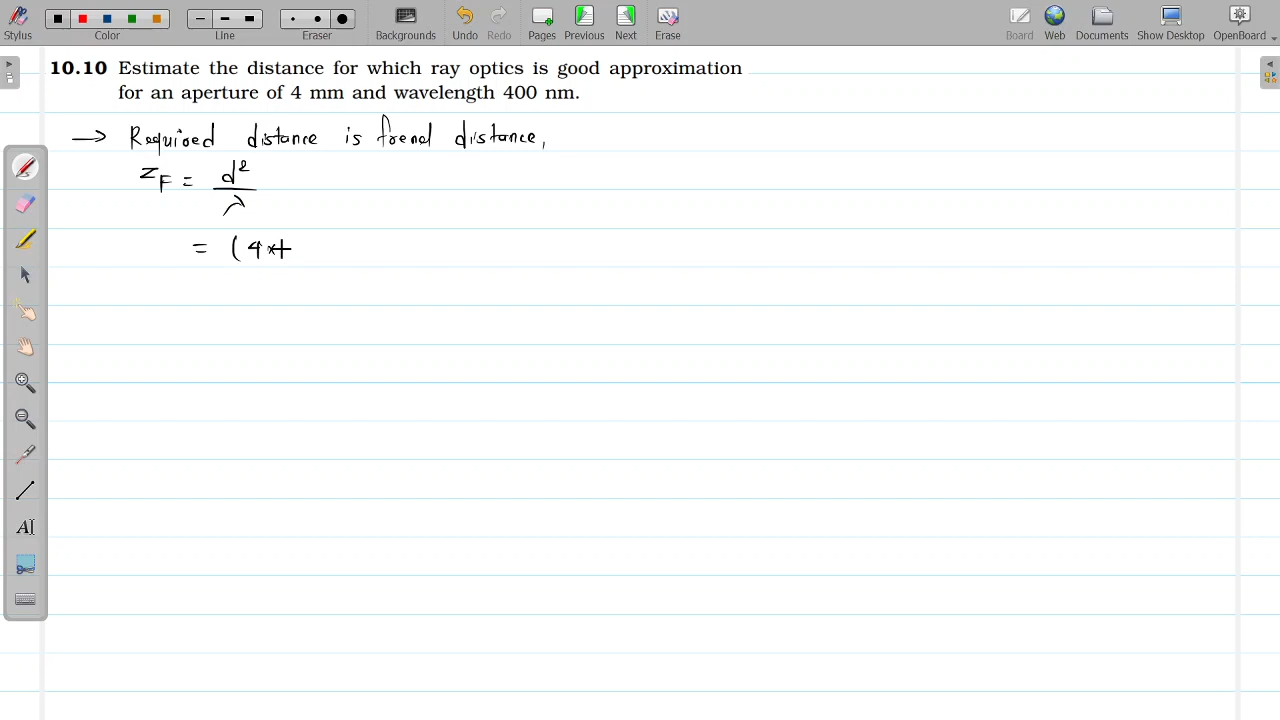 Stylus
Color
Line
Eraser
Backgrounds
Undo
Redo
Pages
Previous
Next
Erase
Board
Web
Documents
Show Desktop
OpenBoard
10.10 Estimate the distance for which ray optics is good approximation
for an aperture of 4 mm and wavelength 400 nm.
→ Required distance is frenel distance,
z_F = d²/λ
= (4×